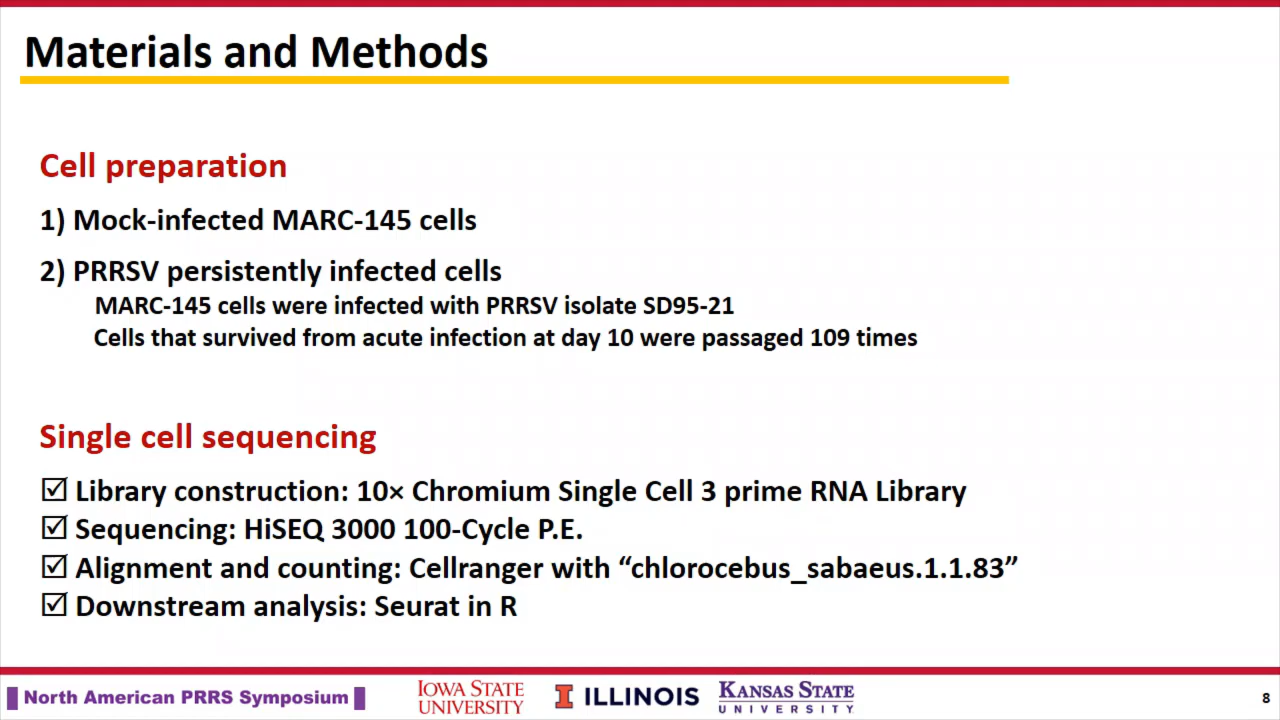 Materials and Methods
Cell preparation
1) Mock-infected MARC-145 cells
2) PRRSV persistently infected cells
MARC-145 cells were infected with PRRSV isolate SD95-21
Cells that survived from acute infection at day 10 were passaged 109 times
Single cell sequencing
☑ Library construction: 10× Chromium Single Cell 3 prime RNA Library
☑ Sequencing: HiSEQ 3000 100-Cycle P.E.
☑ Alignment and counting: Cellranger with “chlorocebus_sabaeus.1.1.83”
☑ Downstream analysis: Seurat in R
North American PRRS Symposium
IOWA STATE
UNIVERSITY
I ILLINOIS
KANSAS STATE
UNIVERSITY
8